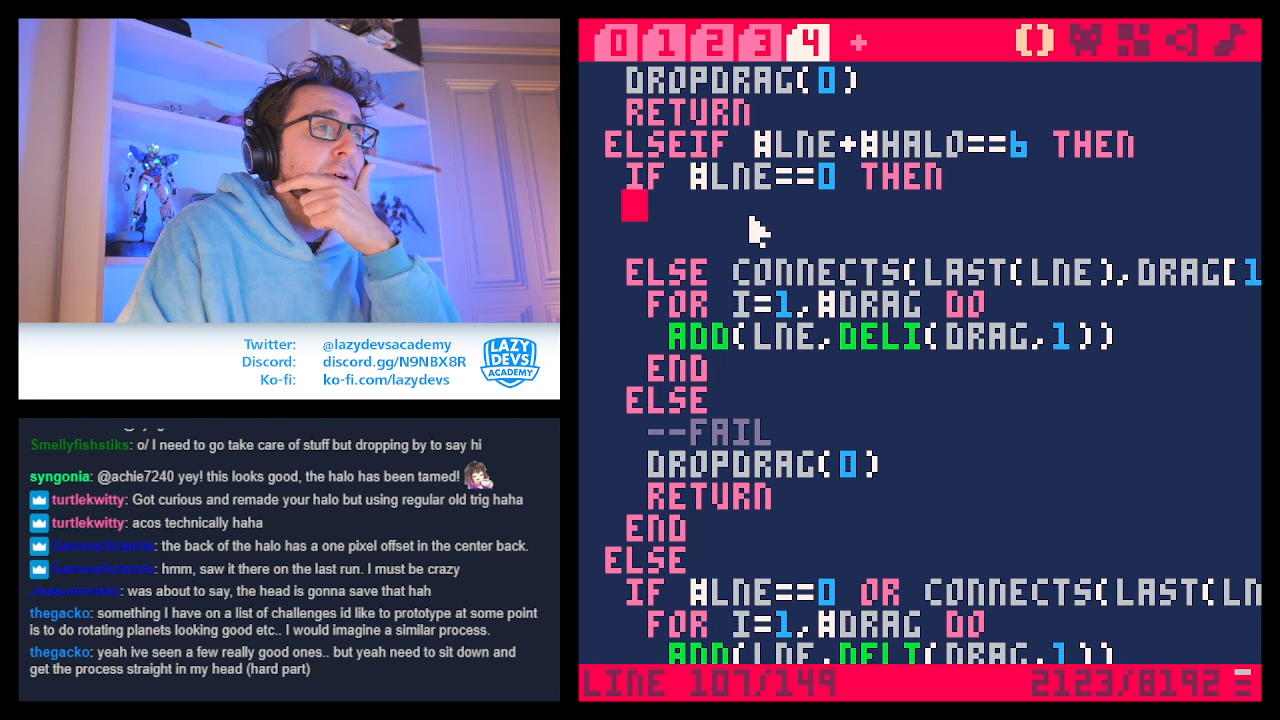 Twitter: @lazydevsacademy
Discord: discord.gg/N9NBX8R
Ko-fi: ko-fi.com/lazydevs
LAZY
DEVS
ACADEMY
Smellyfishstiks: o/ I need to go take care of stuff but dropping by to say hi
syngonia: @achie7240 yey! this looks good, the halo has been tamed!
turtlekwitty: Got curious and remade your halo but using regular old trig haha
turtlekwitty: acos technically haha
: the back of the halo has a one pixel offset in the center back.
: hmm, saw it there on the last run. I must be crazy
: was about to say, the head is gonna save that hah
thegacko: something I have on a list of challenges id like to prototype at some point
is to do rotating planets looking good etc.. I would imagine a similar process.
thegacko: yeah ive seen a few really good ones.. but yeah need to sit down and
get the process straight in my head (hard part)
0 1 2 3 4 +
DROPDRAG(0)
RETURN
ELSEIF #LNE+#HALO==6 THEN
IF #LNE==0 THEN
ELSE CONNECTS(LAST(LNE),DRAG[1
FOR I=1,#DRAG DO
ADD(LNE,DELI(DRAG,1))
END
ELSE
--FAIL
DROPDRAG(0)
RETURN
END
ELSE
IF #LNE==0 OR CONNECTS(LAST(LN
FOR I=1,#DRAG DO
ADD(LNE,DELI(DRAG,1))
LINE 107/149 2123/8192